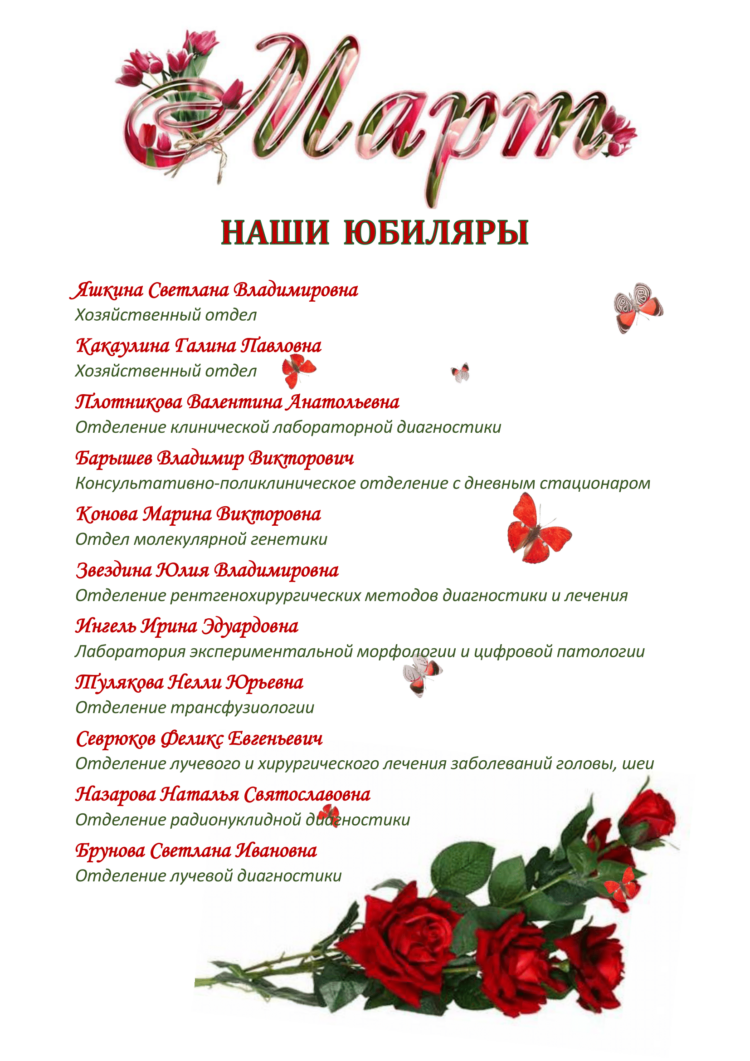 Март
НАШИ ЮБИЛЯРЫ
Яшкина Светлана Владимировна
Хозяйственный отдел
Какаулина Галина Павловна
Хозяйственный отдел
Плотникова Валентина Анатольевна
Отделение клинической лабораторной диагностики
Барышев Владимир Викторович
Консультативно-поликлиническое отделение с дневным стационаром
Конова Марина Викторовна
Отдел молекулярной генетики
Звездина Юлия Владимировна
Отделение рентгенохирургических методов диагностики и лечения
Ингель Ирина Эдуардовна
Лаборатория экспериментальной морфологии и цифровой патологии
Тулякова Нелли Юрьевна
Отделение трансфузиологии
Севрюков Феликс Евгеньевич
Отделение лучевого и хирургического лечения заболеваний головы, шеи
Назарова Наталья Святославовна
Отделение радионуклидной диагностики
Брунова Светлана Ивановна
Отделение лучевой диагностики